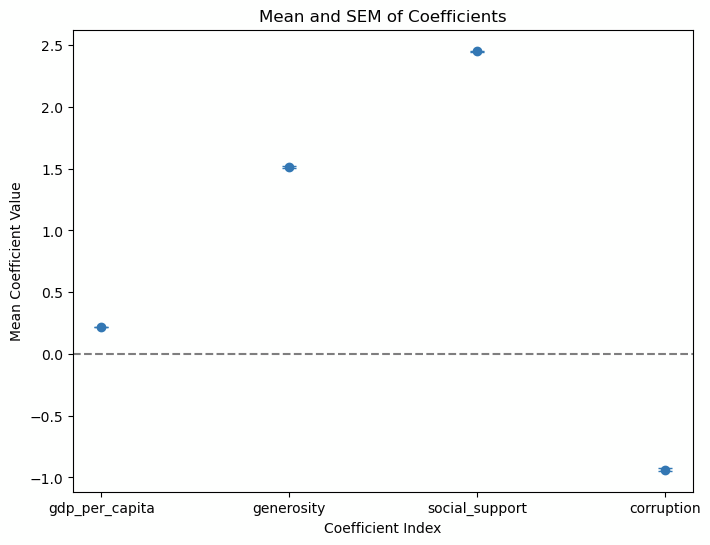 Mean and SEM of Coefficients
Mean Coefficient Value
2.5
2.0
1.5
1.0
0.5
0.0
−0.5
−1.0
gdp_per_capita
generosity
social_support
corruption
Coefficient Index